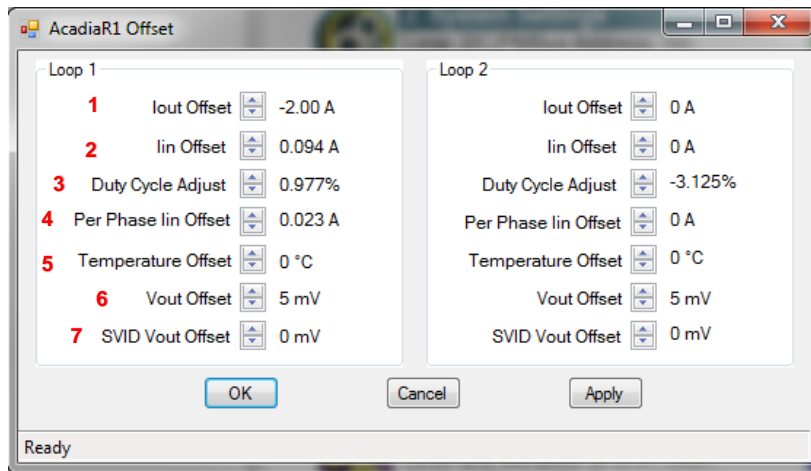 AcadiaR1 Offset
Loop 1
1 Iout Offset -2.00 A
2 Iin Offset 0.094 A
3 Duty Cycle Adjust 0.977%
4 Per Phase Iin Offset 0.023 A
5 Temperature Offset 0 °C
6 Vout Offset 5 mV
7 SVID Vout Offset 0 mV
Loop 2
Iout Offset 0 A
Iin Offset 0 A
Duty Cycle Adjust -3.125%
Per Phase Iin Offset 0 A
Temperature Offset 0 °C
Vout Offset 5 mV
SVID Vout Offset 0 mV
OK Cancel Apply
Ready